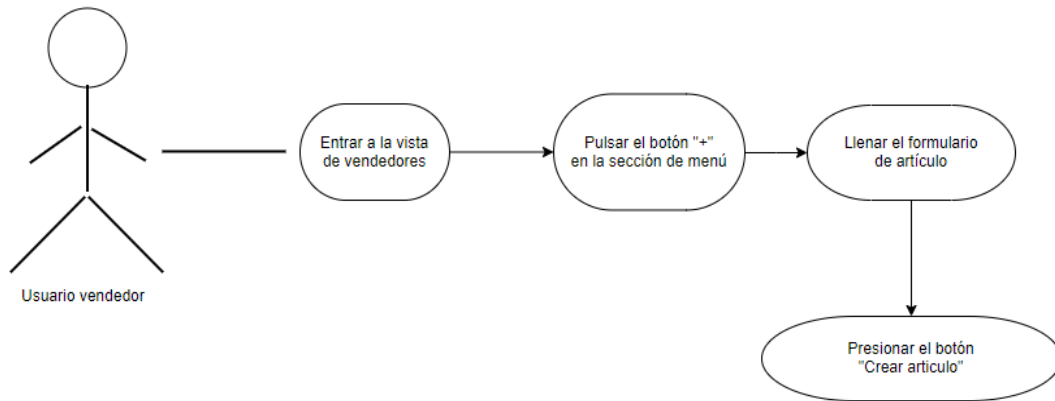 Entrar a la vista
de vendedores
Pulsar el botón "+"
en la sección de menú
Llenar el formulario
de artículo
Usuario vendedor
Presionar el botón
"Crear articulo"